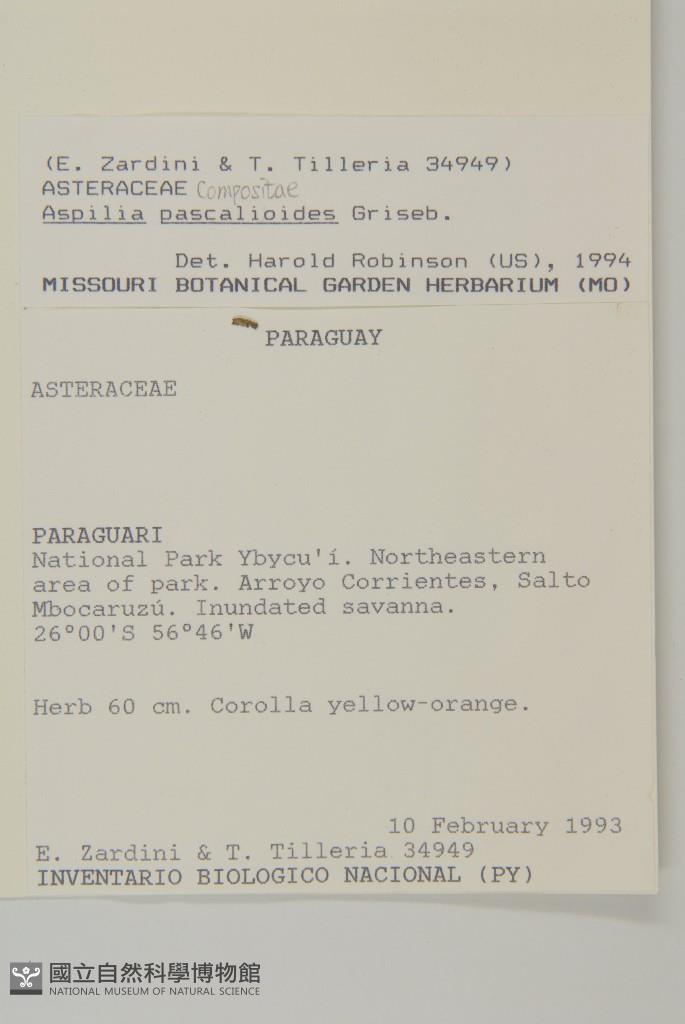 (E. Zardini & T. Tilleria 34949)
ASTERACEAE Compositae
Aspilia pascalioides Griseb.
Det. Harold Robinson (US), 1994
MISSOURI BOTANICAL GARDEN HERBARIUM (MO)
PARAGUAY
ASTERACEAE
PARAGUARI
National Park Ybycu'í. Northeastern
area of park. Arroyo Corrientes, Salto
Mbocaruzú. Inundated savanna.
26°00'S 56°46'W
Herb 60 cm. Corolla yellow-orange.
10 February 1993
E. Zardini & T. Tilleria 34949
INVENTARIO BIOLOGICO NACIONAL (PY)
國立自然科學博物館
NATIONAL MUSEUM OF NATURAL SCIENCE